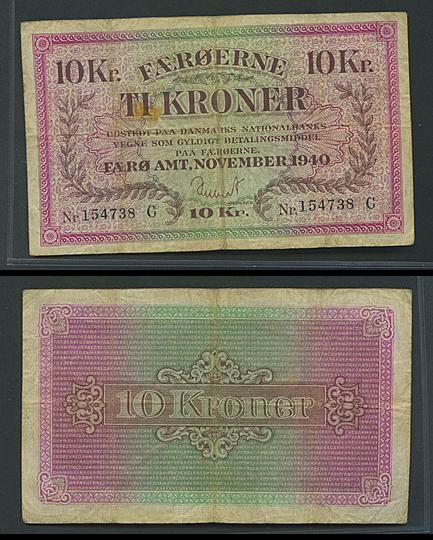 10 Kr. FÆRØERNE 10 Kr.
TI KRONER
UDSTEDT PAA DANMARKS NATIONALBANKS
VEGNE SOM GYLDIGT BETALINGSMIDDEL
PAA FÆRØERNE.
FÆRØ AMT, NOVEMBER 1940
Nr. 154738 G 10 Kr. Nr. 154738 G
10 Kroner